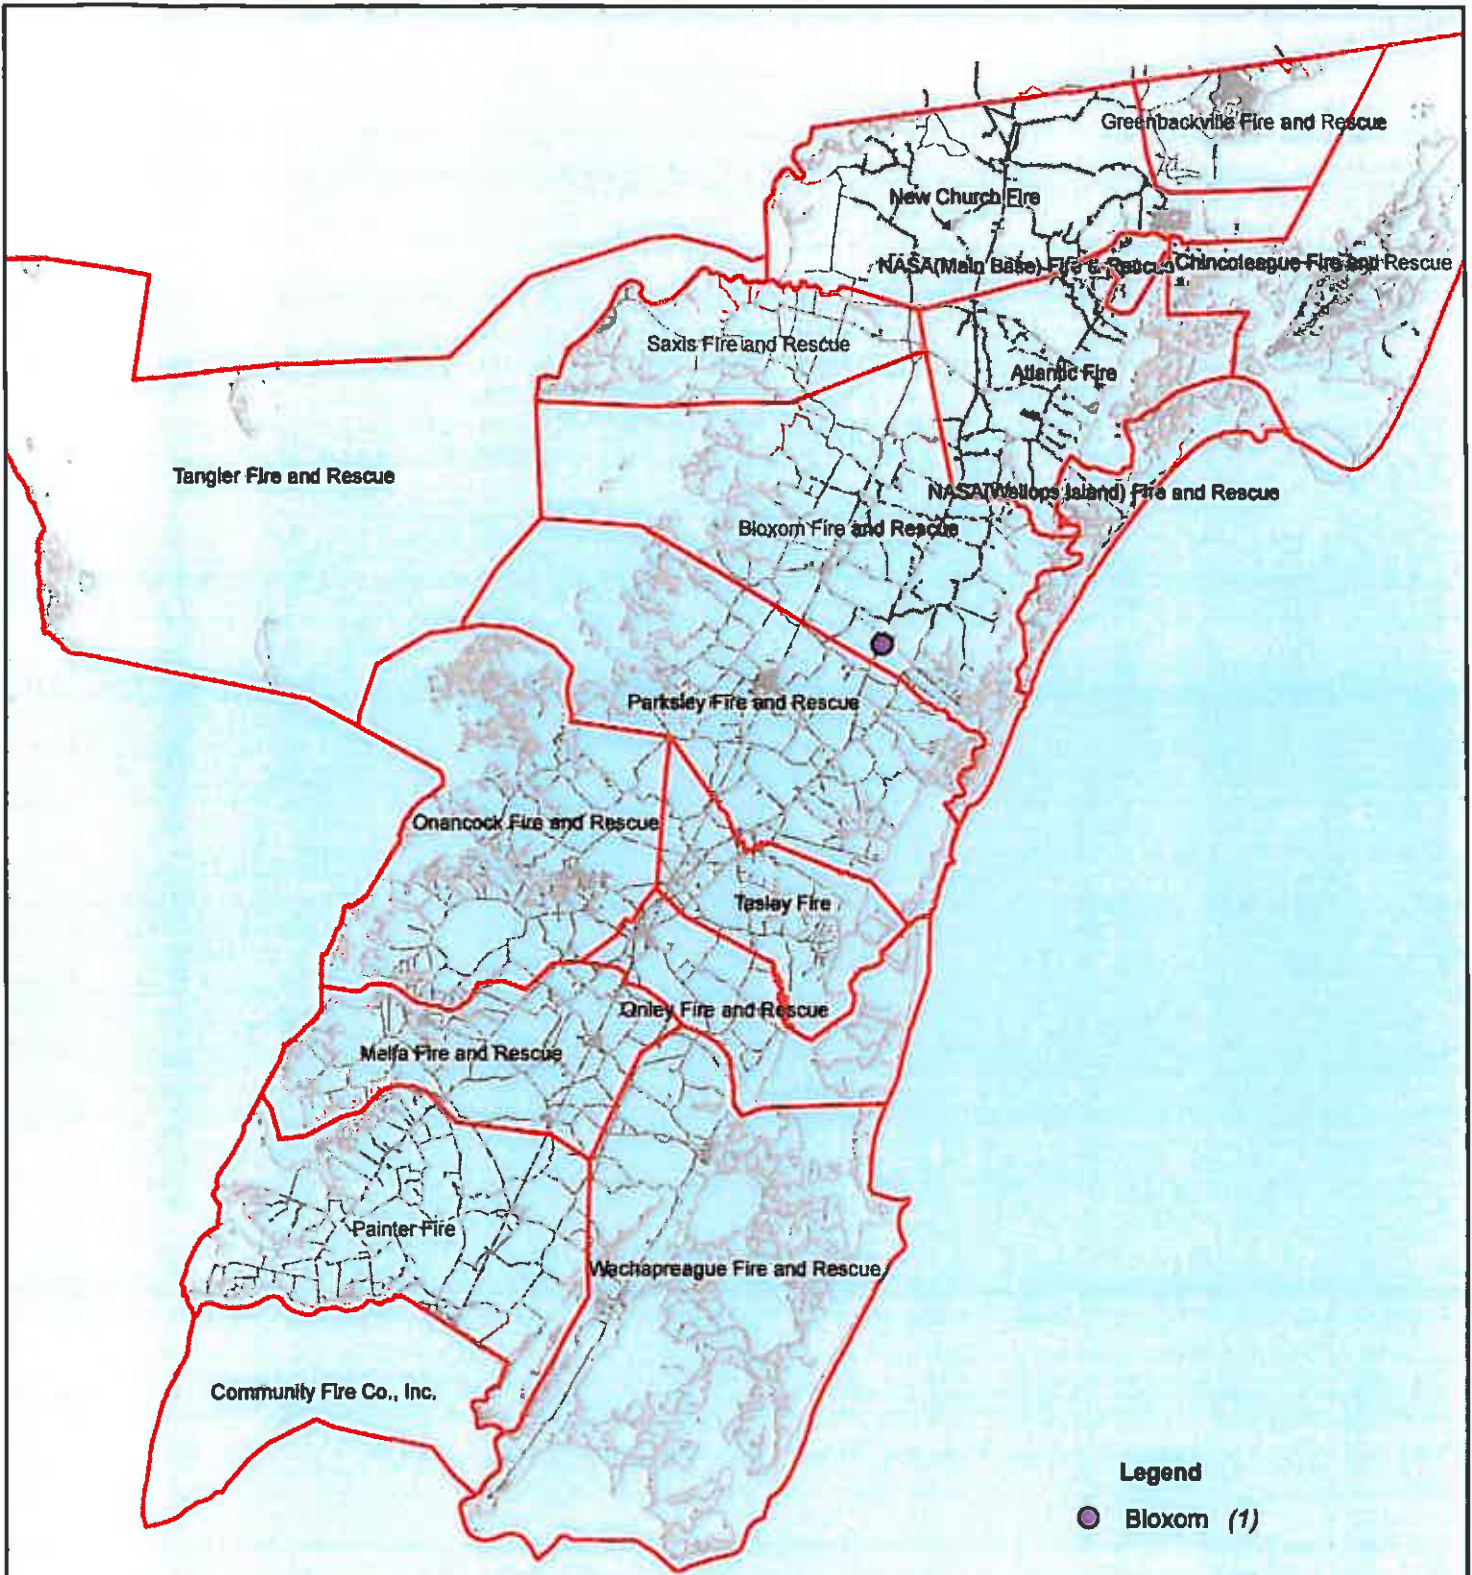 Greenbackville Fire and Rescue
New Church Fire
NASA(Main Base) Fire & Rescue
Chincoteague Fire and Rescue
Saxis Fire and Rescue
Atlantic Fire
Tangier Fire and Rescue
NASA(Wallops Island) Fire and Rescue
Bloxom Fire and Rescue
Parksley Fire and Rescue
Onancock Fire and Rescue
Tasley Fire
Onley Fire and Rescue
Melfa Fire and Rescue
Painter Fire
Wachapreague Fire and Rescue
Community Fire Co., Inc.
Legend
Bloxom (1)